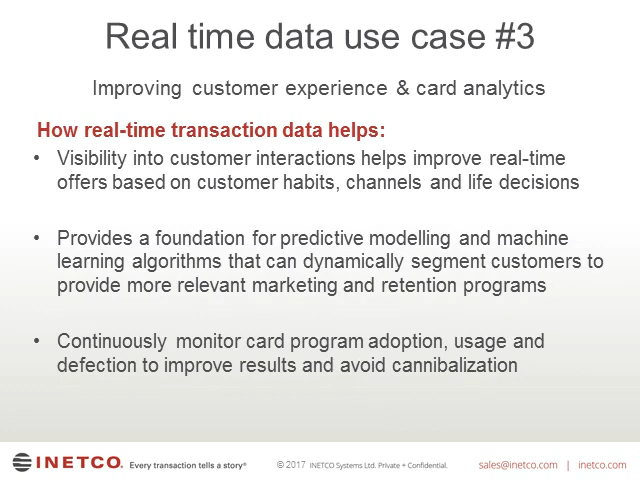 Real time data use case #3
Improving customer experience & card analytics
How real-time transaction data helps:
• Visibility into customer interactions helps improve real-time
offers based on customer habits, channels and life decisions
• Provides a foundation for predictive modelling and machine
learning algorithms that can dynamically segment customers to
provide more relevant marketing and retention programs
• Continuously monitor card program adoption, usage and
defection to improve results and avoid cannibalization
INETCO. Every transaction tells a story® © 2017 INETCO Systems Ltd. Private + Confidential. sales@inetco.com | inetco.com